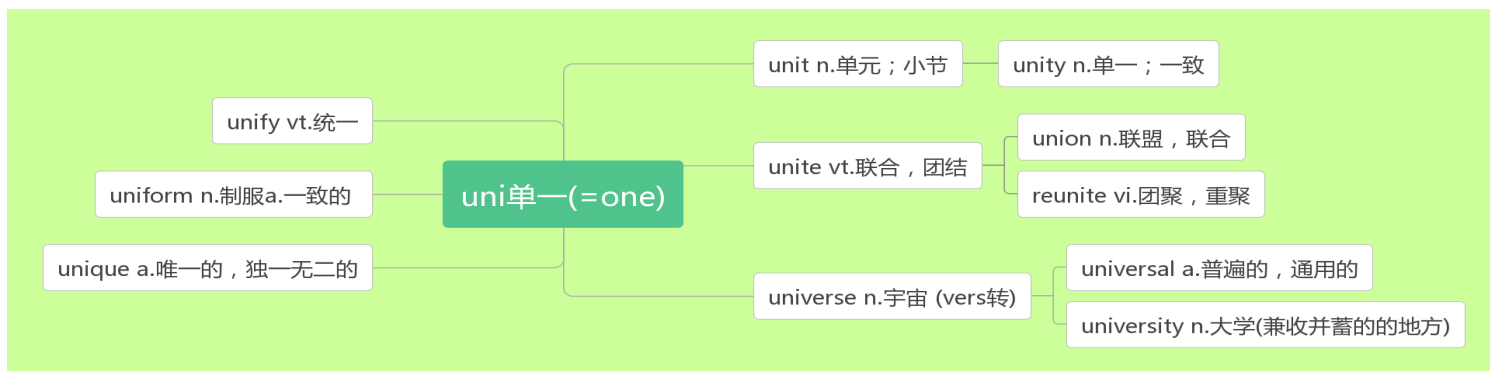 unify vt.统一
uniform n.制服a.一致的
unique a.唯一的，独一无二的
uni单一(=one)
unit n.单元；小节
unity n.单一；一致
unite vt.联合，团结
union n.联盟，联合
reunite vi.团聚，重聚
universe n.宇宙 (vers转)
universal a.普遍的，通用的
university n.大学(兼收并蓄的的地方)